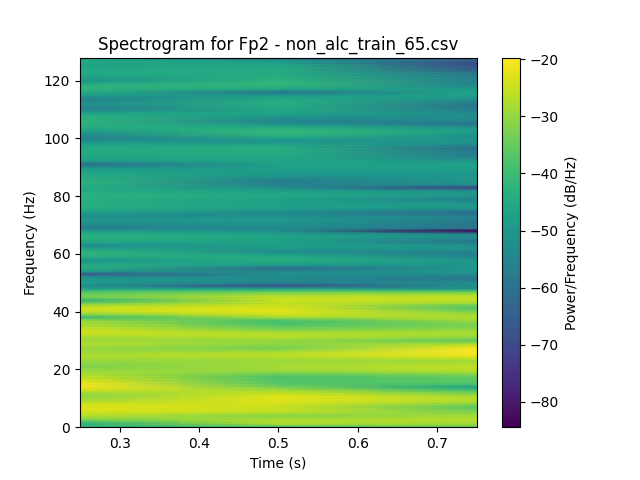 Spectrogram for Fp2 - non_alc_train_65.csv
120
100
80
60
40
20
0
Frequency (Hz)
0.3 0.4 0.5 0.6 0.7
Time (s)
−20
−30
−40
−50
−60
−70
−80
Power/Frequency (dB/Hz)